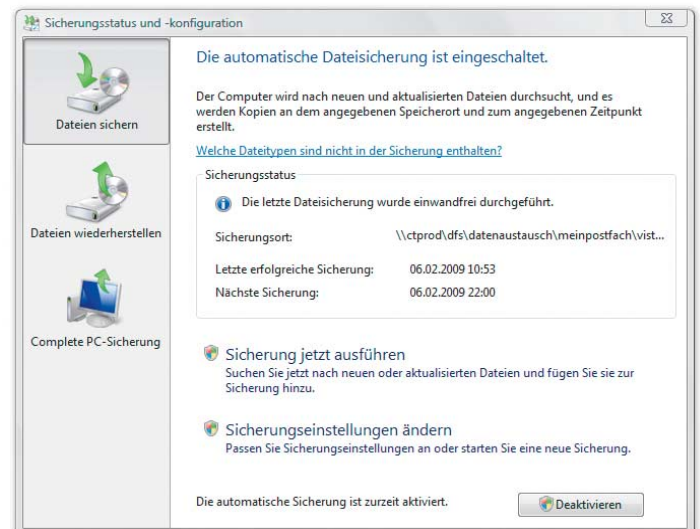 Sicherungsstatus und -konfiguration
Dateien sichern
Dateien wiederherstellen
Complete PC-Sicherung
Die automatische Dateisicherung ist eingeschaltet.
Der Computer wird nach neuen und aktualisierten Dateien durchsucht, und es
werden Kopien an dem angegebenen Speicherort und zum angegebenen Zeitpunkt
erstellt.
Welche Dateitypen sind nicht in der Sicherung enthalten?
Sicherungsstatus
Die letzte Dateisicherung wurde einwandfrei durchgeführt.
Sicherungsort: \\ctprod\dfs\datenaustausch\meinpostfach\vist...
Letzte erfolgreiche Sicherung: 06.02.2009 10:53
Nächste Sicherung: 06.02.2009 22:00
Sicherung jetzt ausführen
Suchen Sie jetzt nach neuen oder aktualisierten Dateien und fügen Sie sie zur
Sicherung hinzu.
Sicherungseinstellungen ändern
Passen Sie Sicherungseinstellungen an oder starten Sie eine neue Sicherung.
Die automatische Sicherung ist zurzeit aktiviert.
Deaktivieren